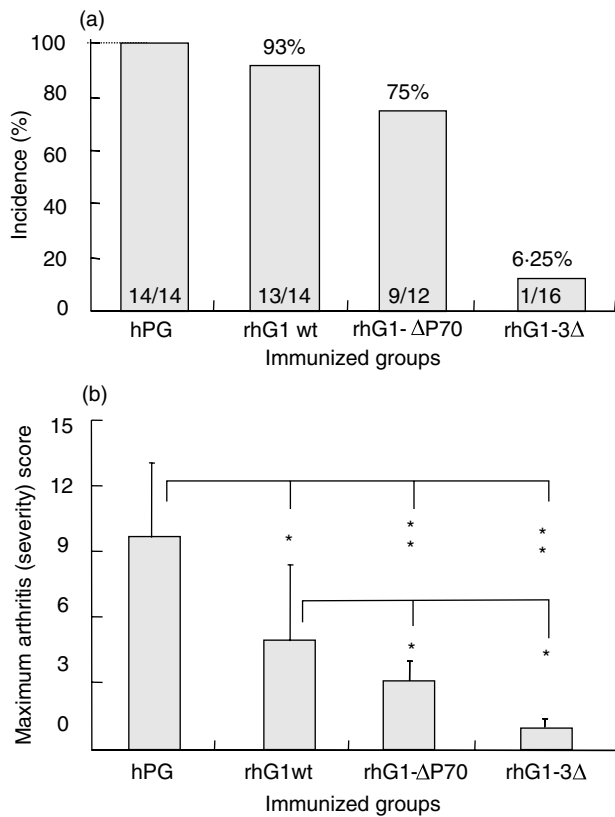 (a)
Incidence (%)
100
80
60
40
20
0
93%
75%
6·25%
14/14
13/14
9/12
1/16
hPG
rhG1 wt
rhG1- ΔP70
rhG1-3Δ
Immunized groups
(b)
Maximum arthritis (severity) score
15
12
9
6
3
0
*
*
*
*
*
*
*
hPG
rhG1wt
rhG1-ΔP70
rhG1-3Δ
Immunized groups